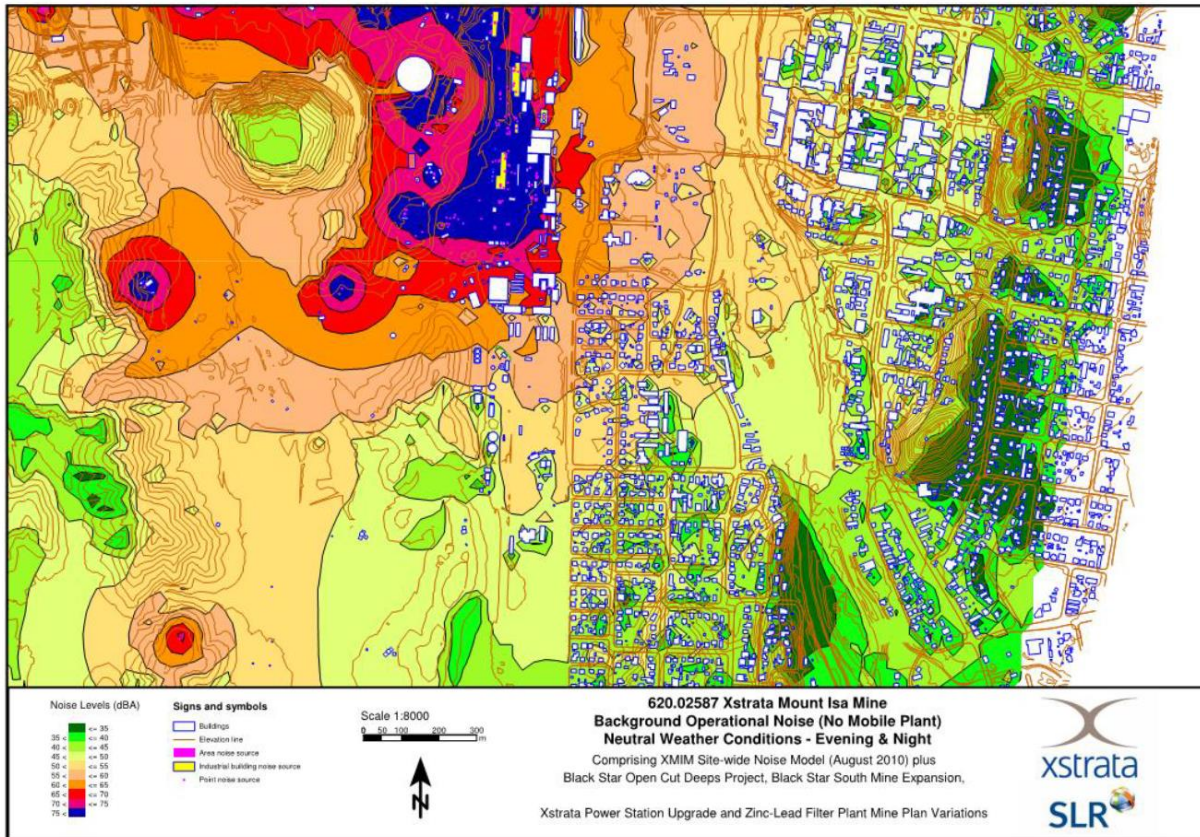 Noise Levels (dBA)
<= 35
35 < <= 40
40 < <= 45
45 < <= 50
50 < <= 55
55 < <= 60
60 < <= 65
65 < <= 70
70 < <= 75
75 <
Signs and symbols
Buildings
Elevation line
Area noise source
Industrial building noise source
Point noise source
Scale 1:8000
0 50 100 200 300
m
N
620.02587 Xstrata Mount Isa Mine
Background Operational Noise (No Mobile Plant)
Neutral Weather Conditions - Evening & Night
Comprising XMIM Site-wide Noise Model (August 2010) plus
Black Star Open Cut Deeps Project, Black Star South Mine Expansion,
Xstrata Power Station Upgrade and Zinc-Lead Filter Plant Mine Plan Variations
xstrata
SLR